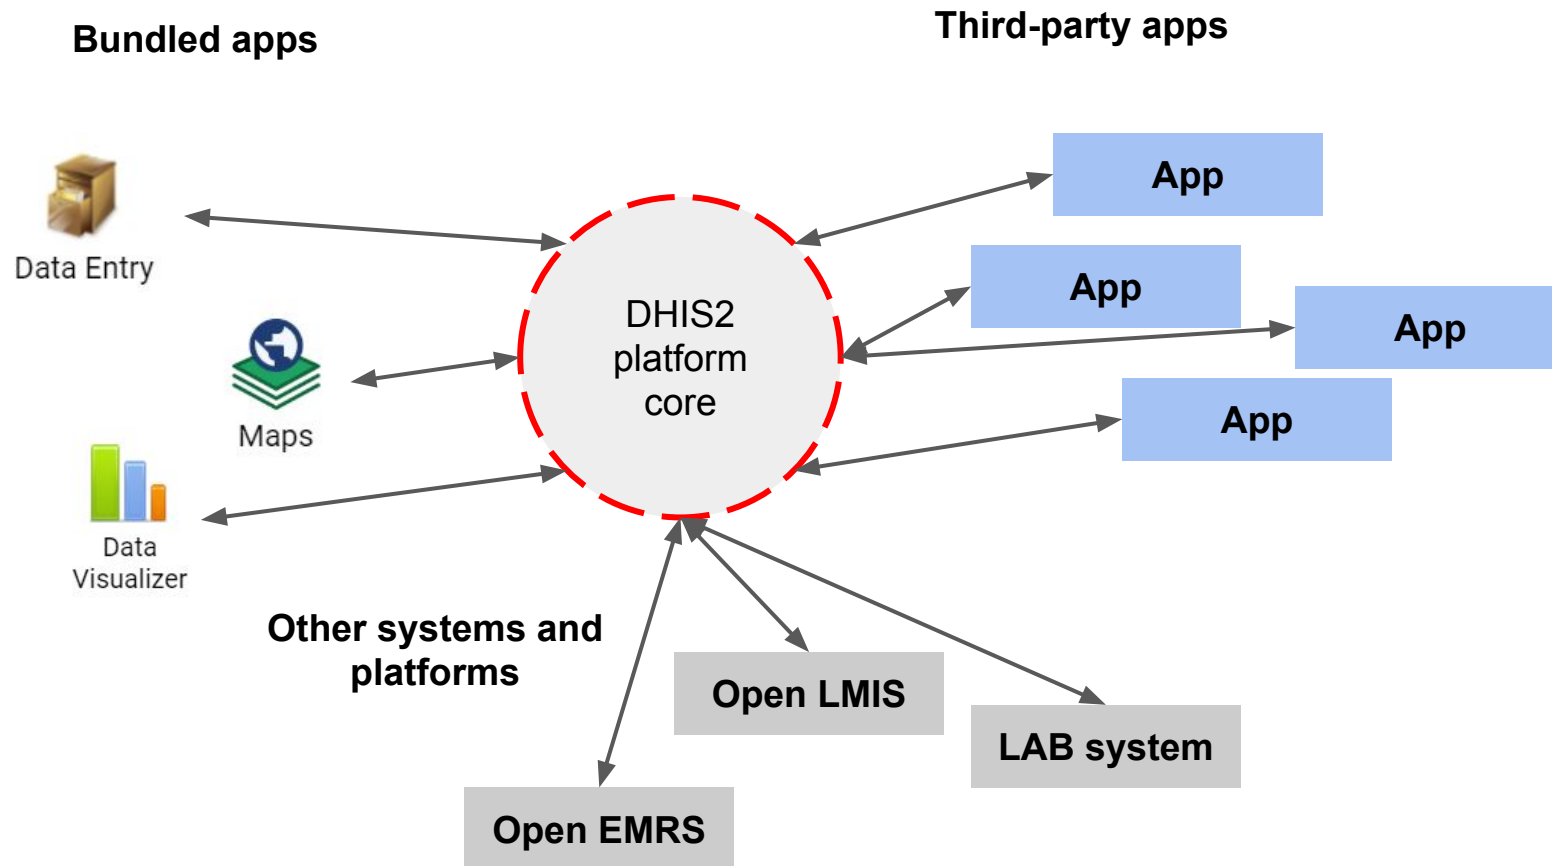 Bundled apps
Third-party apps
Data Entry
Maps
Data
Visualizer
DHIS2
platform
core
App
App
App
App
Other systems and
platforms
Open LMIS
LAB system
Open EMRS